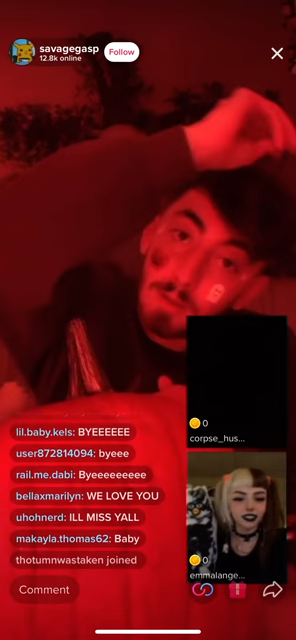 savagegasp
12.8k online
Follow
lil.baby.kels: BYEEEEEE
user872814094: byeee
rail.me.dabi: Byeeeeeeeee
bellaxmarilyn: WE LOVE YOU
uhohnerd: ILL MISS YALL
makayla.thomas62: Baby
thotumnwastaken joined
Comment
0
corpse_hus...
0
emmalange...